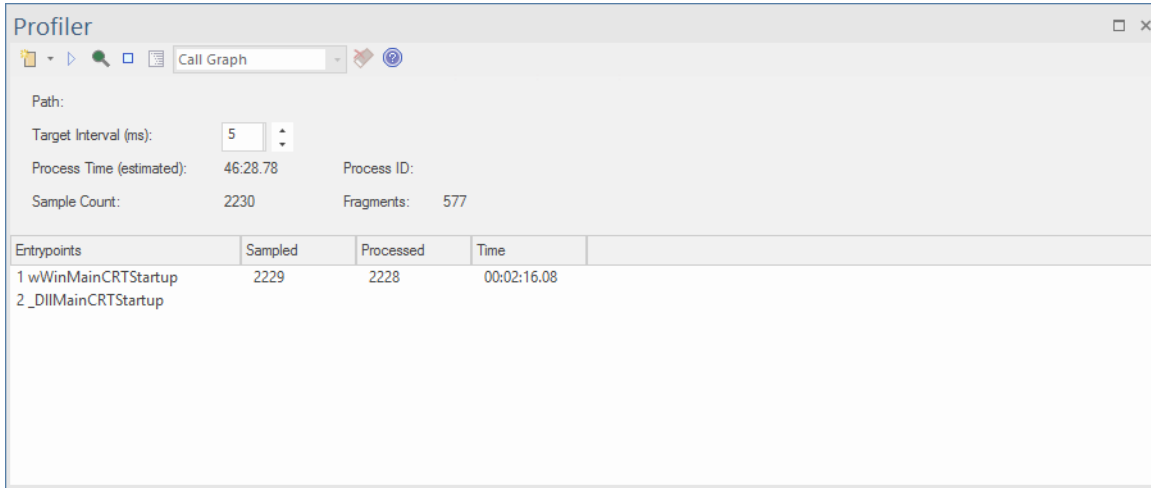 Profiler
Call Graph
Path:
Target Interval (ms): 5
Process Time (estimated): 46:28.78 Process ID:
Sample Count: 2230 Fragments: 577
Entrypoints Sampled Processed Time
1 wWinMainCRTStartup 2229 2228 00:02:16.08
2 _DllMainCRTStartup